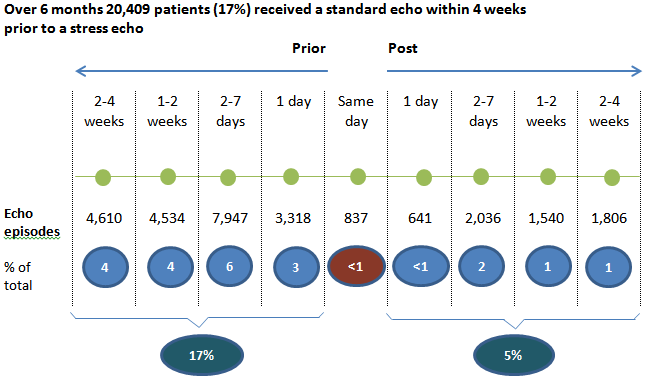 Over 6 months 20,409 patients (17%) received a standard echo within 4 weeks
prior to a stress echo
Prior Post
2-4 1-2 2-7 1 day Same 1 day 2-7 1-2 2-4
weeks weeks days day days weeks weeks
Echo 4,610 4,534 7,947 3,318 837 641 2,036 1,540 1,806
episodes
% of 4 4 6 3 <1 <1 2 1 1
total
17% 5%